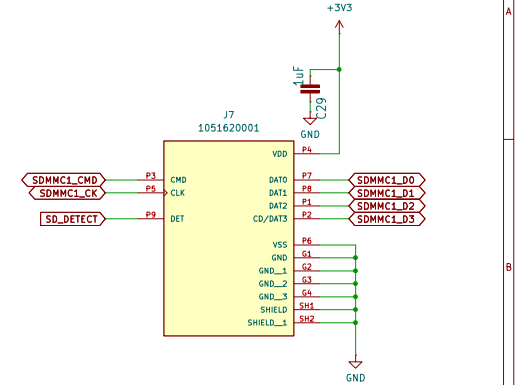 +3V3
A
1uF
C29
GND
J7
1051620001
VDD P4
SDMMC1_CMD P3 CMD DAT0 P7 SDMMC1_D0
SDMMC1_CK P5 CLK DAT1 P8 SDMMC1_D1
DAT2 P1 SDMMC1_D2
SD_DETECT P9 DET CD/DAT3 P2 SDMMC1_D3
VSS P6
GND G1
B
GND__1 G2
GND__2 G3
GND__3 G4
SHIELD SH1
SHIELD__1 SH2
GND